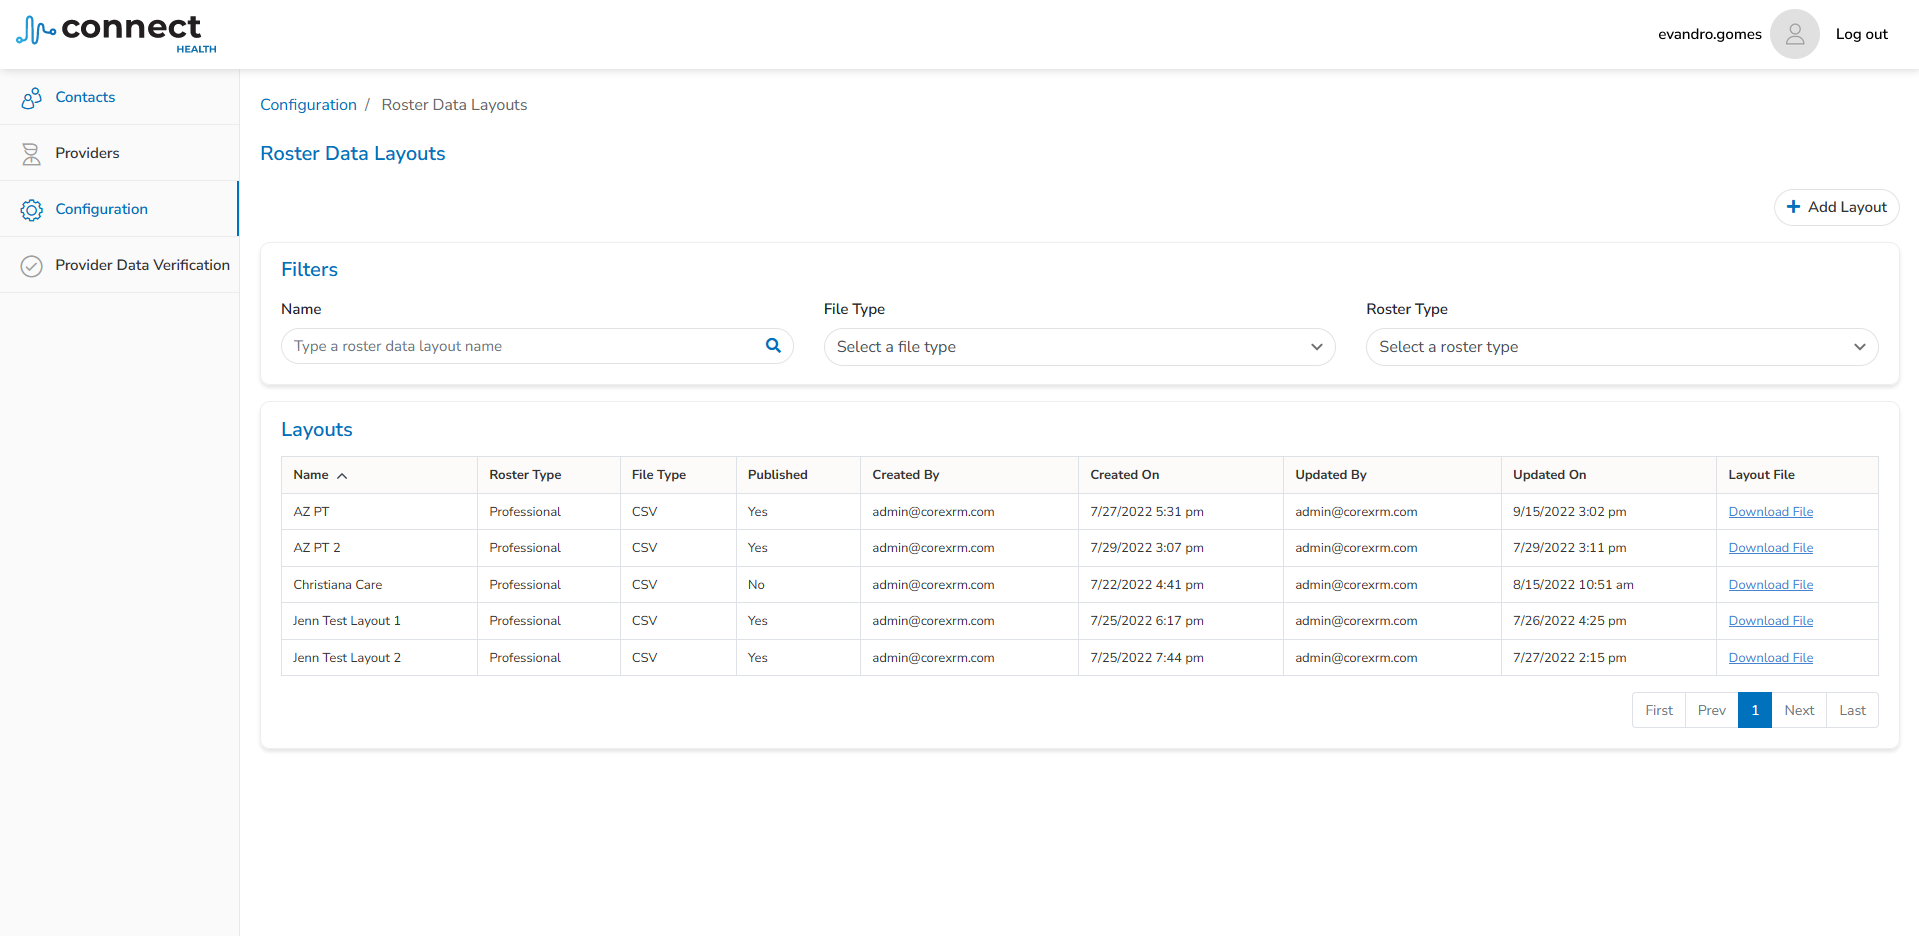 connect
HEALTH
evandro.gomes
Log out
Contacts
Providers
Configuration
Provider Data Verification
Configuration / Roster Data Layouts
Roster Data Layouts
Add Layout
Filters
Name File Type Roster Type
Type a roster data layout name Select a file type Select a roster type
Layouts
Name Roster Type File Type Published Created By Created On Updated By Updated On Layout File
AZ PT Professional CSV Yes admin@corexrm.com 7/27/2022 5:31 pm admin@corexrm.com 9/15/2022 3:02 pm Download File
AZ PT 2 Professional CSV Yes admin@corexrm.com 7/29/2022 3:07 pm admin@corexrm.com 7/29/2022 3:11 pm Download File
Christiana Care Professional CSV No admin@corexrm.com 7/22/2022 4:41 pm admin@corexrm.com 8/15/2022 10:51 am Download File
Jenn Test Layout 1 Professional CSV Yes admin@corexrm.com 7/25/2022 6:17 pm admin@corexrm.com 7/26/2022 4:25 pm Download File
Jenn Test Layout 2 Professional CSV Yes admin@corexrm.com 7/25/2022 7:44 pm admin@corexrm.com 7/27/2022 2:15 pm Download File
First Prev 1 Next Last